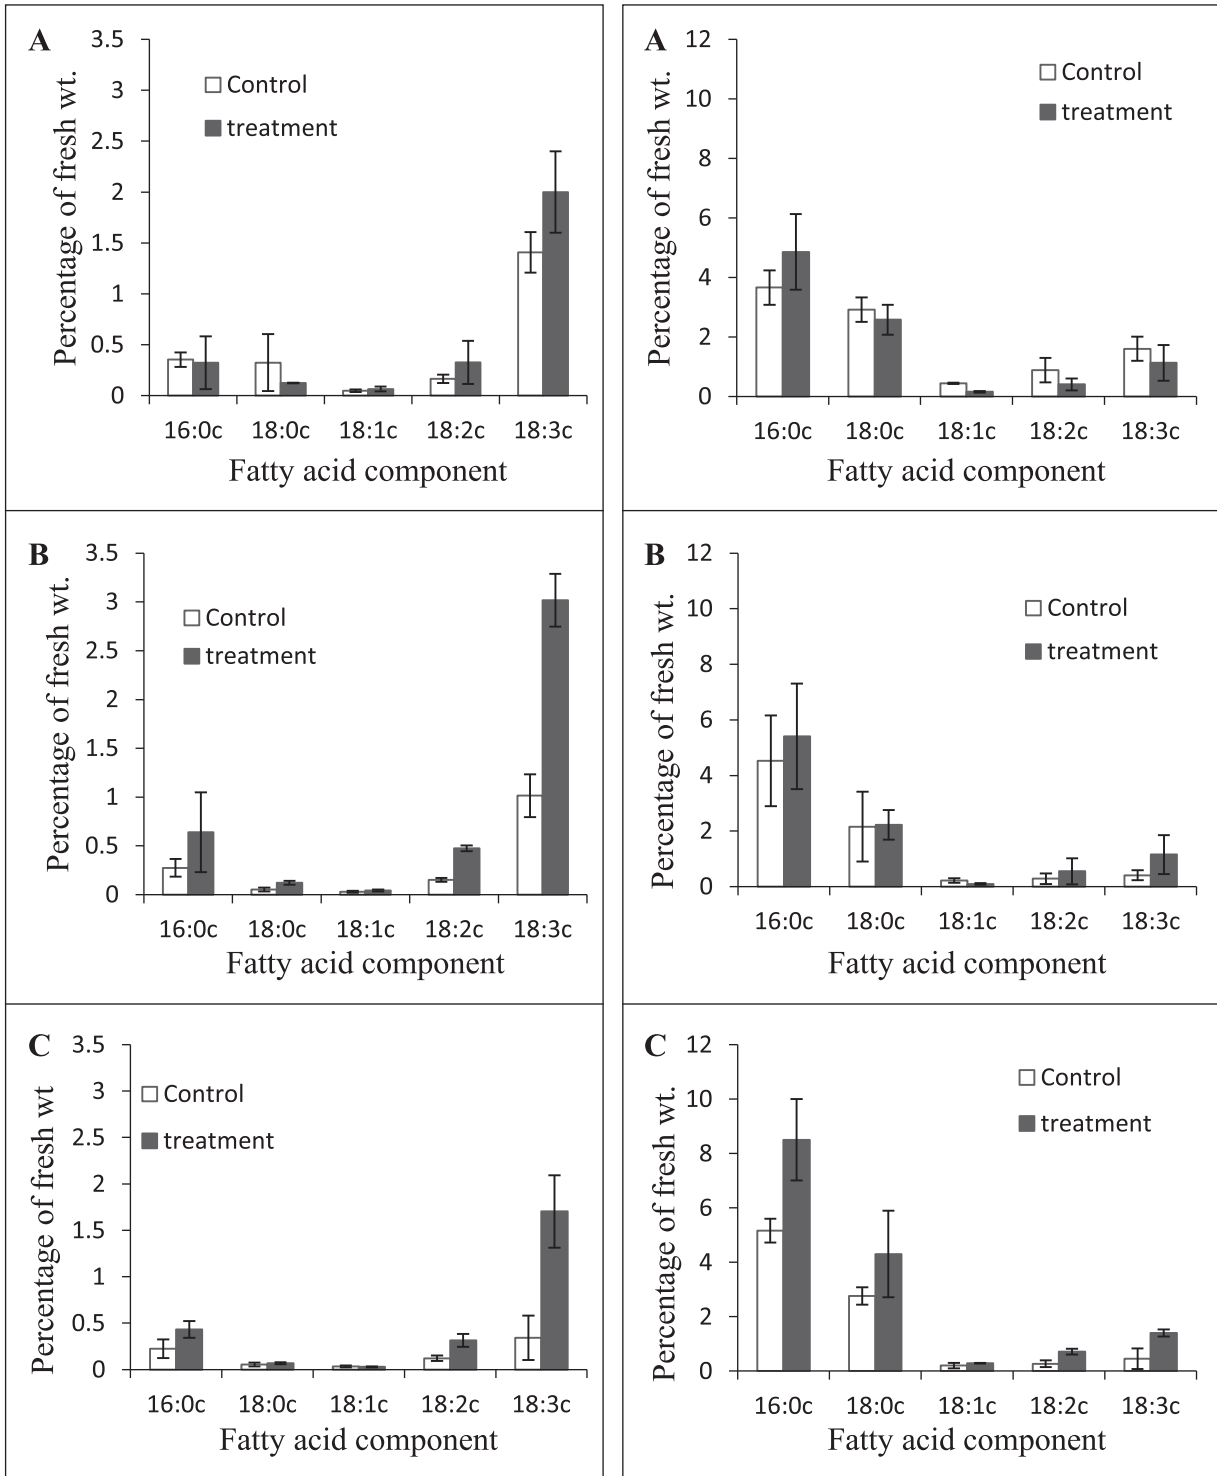 A
Percentage of fresh wt.
3.5
3
2.5
2
1.5
1
0.5
0
Control
treatment
16:0c 18:0c 18:1c 18:2c 18:3c
Fatty acid component
A
Percentage of fresh wt.
12
10
8
6
4
2
0
Control
treatment
16:0c 18:0c 18:1c 18:2c 18:3c
Fatty acid component
B
Percentage of fresh wt.
3.5
3
2.5
2
1.5
1
0.5
0
Control
treatment
16:0c 18:0c 18:1c 18:2c 18:3c
Fatty acid component
B
Percentage of fresh wt.
12
10
8
6
4
2
0
Control
treatment
16:0c 18:0c 18:1c 18:2c 18:3c
Fatty acid component
C
Percentage of fresh wt
3.5
3
2.5
2
1.5
1
0.5
0
Control
treatment
16:0c 18:0c 18:1c 18:2c 18:3c
Fatty acid component
C
Percentage of fresh wt.
12
10
8
6
4
2
0
Control
treatment
16:0c 18:0c 18:1c 18:2c 18:3c
Fatty acid component